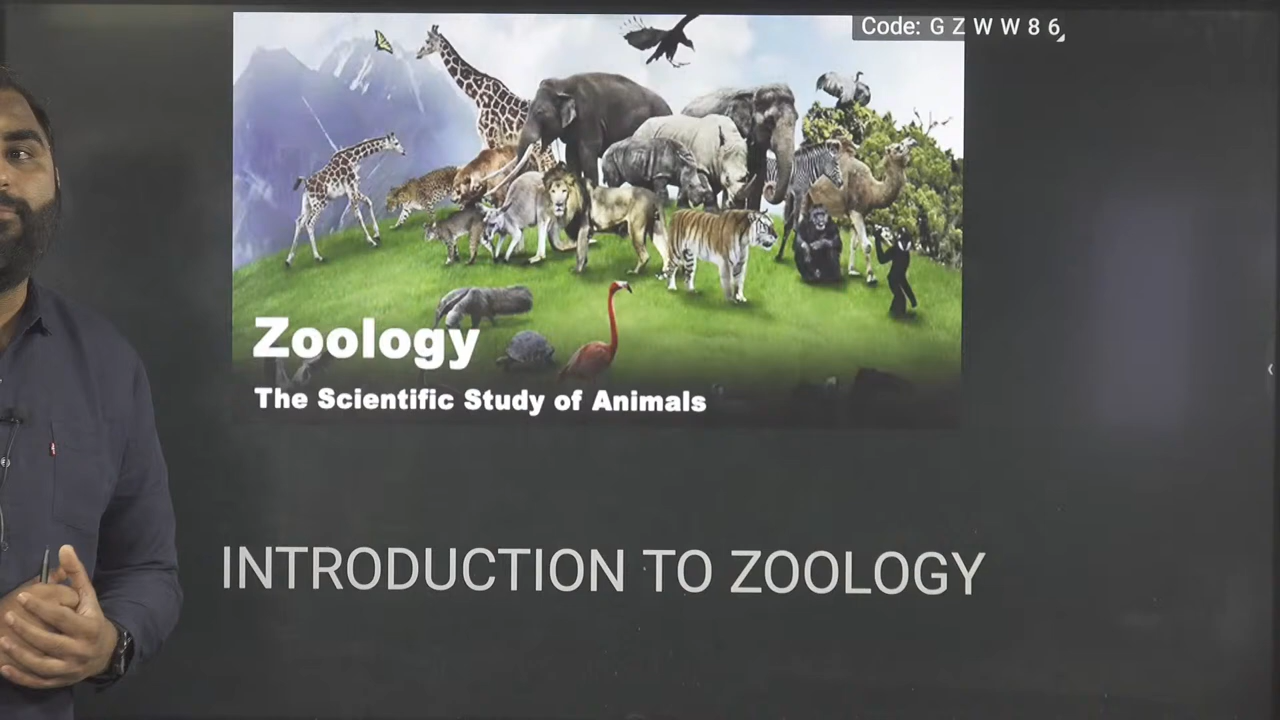 Code: G Z W W 8 6
Zoology
The Scientific Study of Animals
INTRODUCTION TO ZOOLOGY